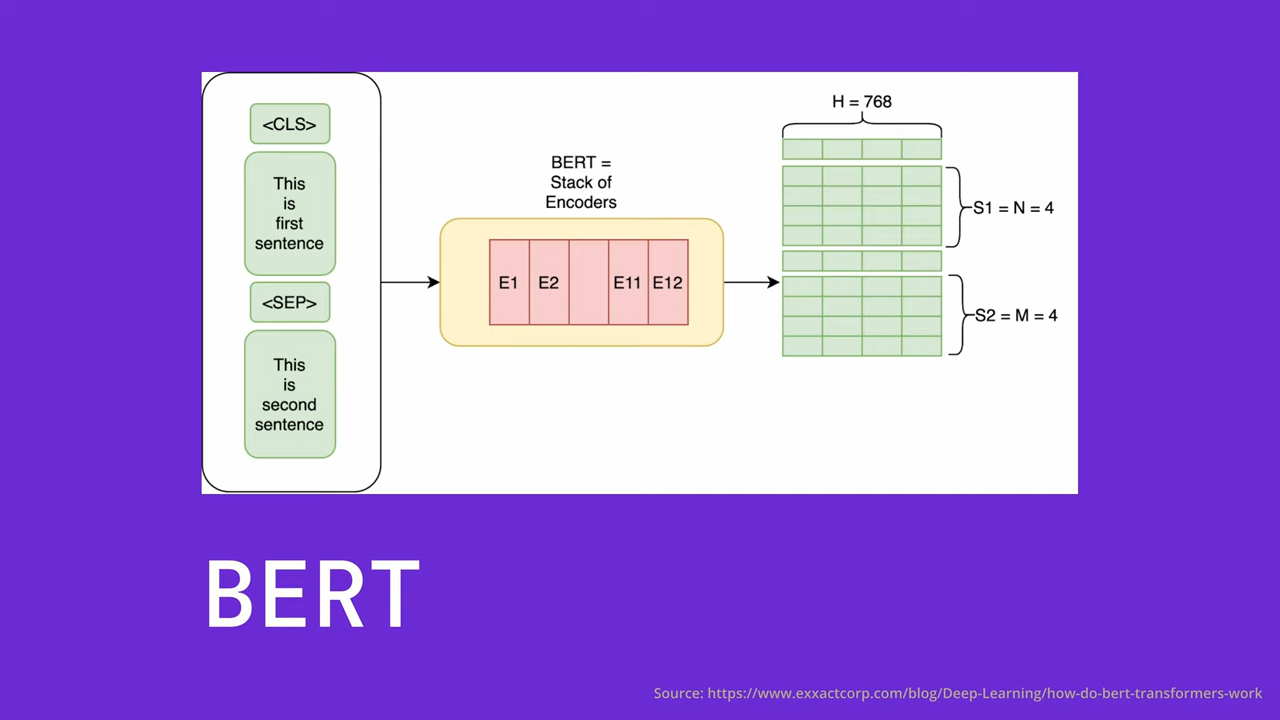 <CLS>
This
is
first
sentence
<SEP>
This
is
second
sentence
BERT =
Stack of
Encoders
E1 E2 E11 E12
H = 768
S1 = N = 4
S2 = M = 4
BERT
Source: https://www.exxactcorp.com/blog/Deep-Learning/how-do-bert-transformers-work